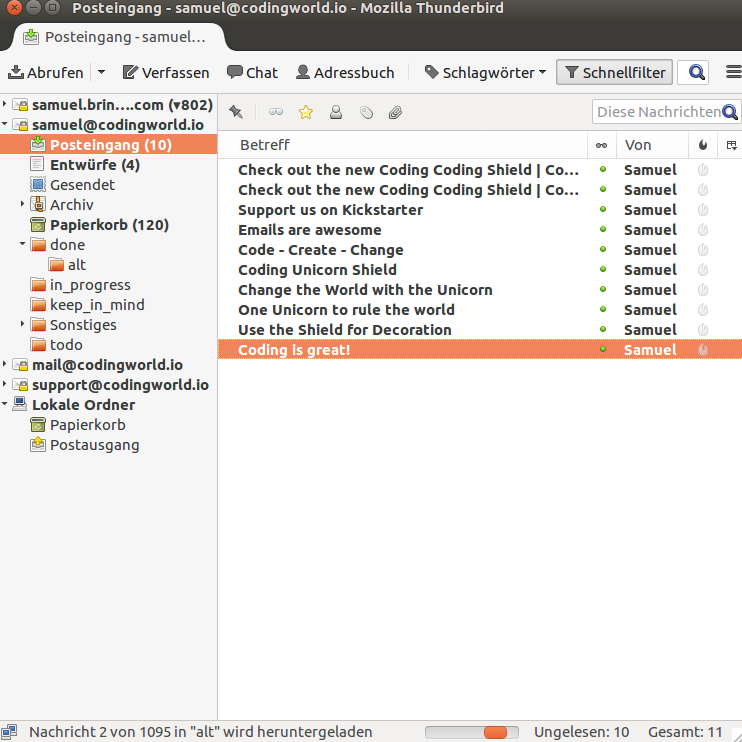 Posteingang - samuel@codingworld.io - Mozilla Thunderbird
Posteingang - samuel...
Abrufen Verfassen Chat Adressbuch Schlagwörter Schnellfilter
samuel.brin....com (▾802)
samuel@codingworld.io
Posteingang (10)
Entwürfe (4)
Gesendet
Archiv
Papierkorb (120)
done
alt
in_progress
keep_in_mind
Sonstiges
todo
mail@codingworld.io
support@codingworld.io
Lokale Ordner
Papierkorb
Postausgang
Diese Nachrichten
Betreff Von
Check out the new Coding Coding Shield | Co... Samuel
Check out the new Coding Coding Shield | Co... Samuel
Support us on Kickstarter Samuel
Emails are awesome Samuel
Code - Create - Change Samuel
Coding Unicorn Shield Samuel
Change the World with the Unicorn Samuel
One Unicorn to rule the world Samuel
Use the Shield for Decoration Samuel
Coding is great! Samuel
Nachricht 2 von 1095 in "alt" wird heruntergeladen Ungelesen: 10 Gesamt: 11